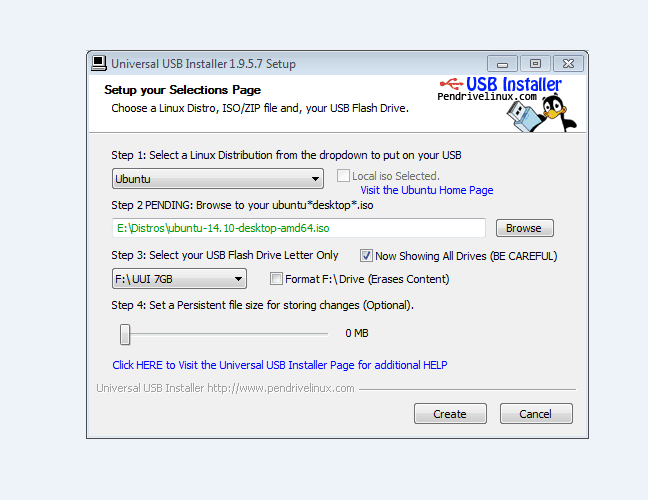 Universal USB Installer 1.9.5.7 Setup
Setup your Selections Page
Choose a Linux Distro, ISO/ZIP file and, your USB Flash Drive.
USB Installer
Pendrivelinux.com
Step 1: Select a Linux Distribution from the dropdown to put on your USB
Ubuntu
Local iso Selected.
Visit the Ubuntu Home Page
Step 2 PENDING: Browse to your ubuntu*desktop*.iso
E:\Distros\ubuntu-14.10-desktop-amd64.iso
Browse
Step 3: Select your USB Flash Drive Letter Only
Now Showing All Drives (BE CAREFUL)
F:\ UUI 7GB
Format F:\ Drive (Erases Content)
Step 4: Set a Persistent file size for storing changes (Optional).
0 MB
Click HERE to Visit the Universal USB Installer Page for additional HELP
Universal USB Installer http://www.pendrivelinux.com
Create
Cancel